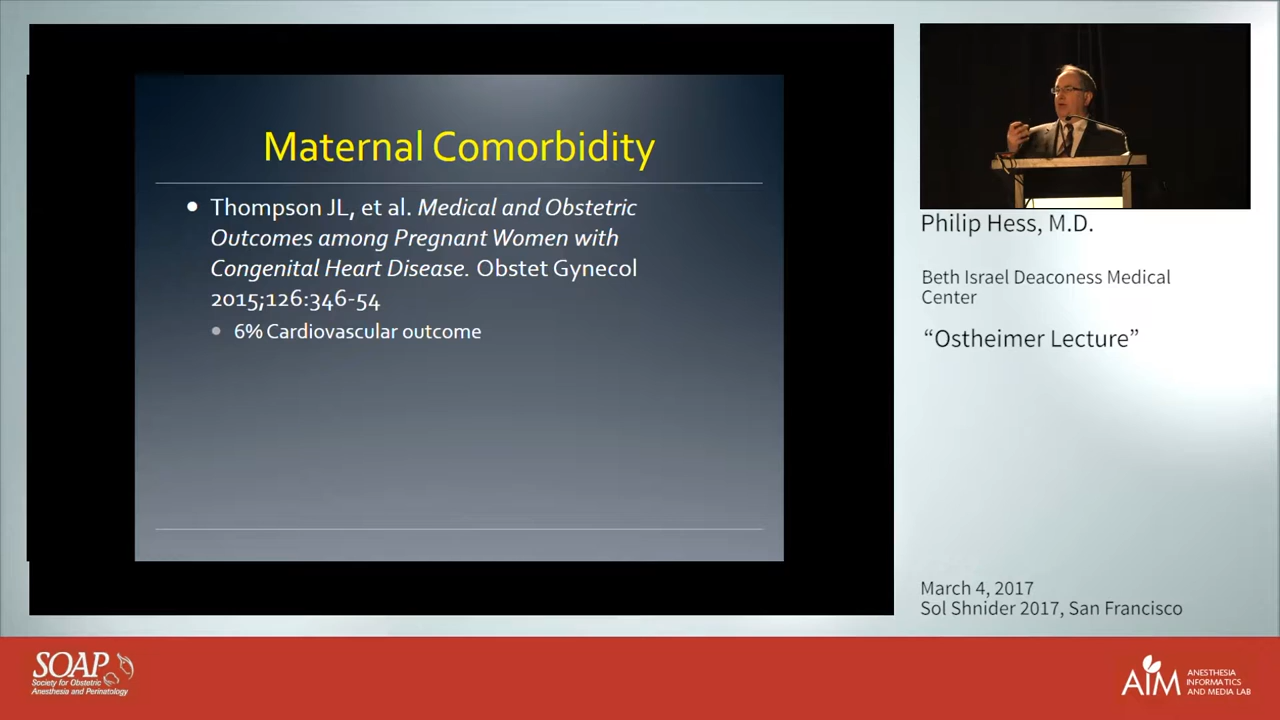 Maternal Comorbidity
Thompson JL, et al. Medical and Obstetric
Outcomes among Pregnant Women with
Congenital Heart Disease. Obstet Gynecol
2015;126:346-54
6% Cardiovascular outcome
Philip Hess, M.D.
Beth Israel Deaconess Medical
Center
“Ostheimer Lecture”
March 4, 2017
Sol Shnider 2017, San Francisco
SOAP
Society for Obstetric
Anesthesia and Perinatology
AIM
ANESTHESIA
INFORMATICS
AND MEDIA LAB